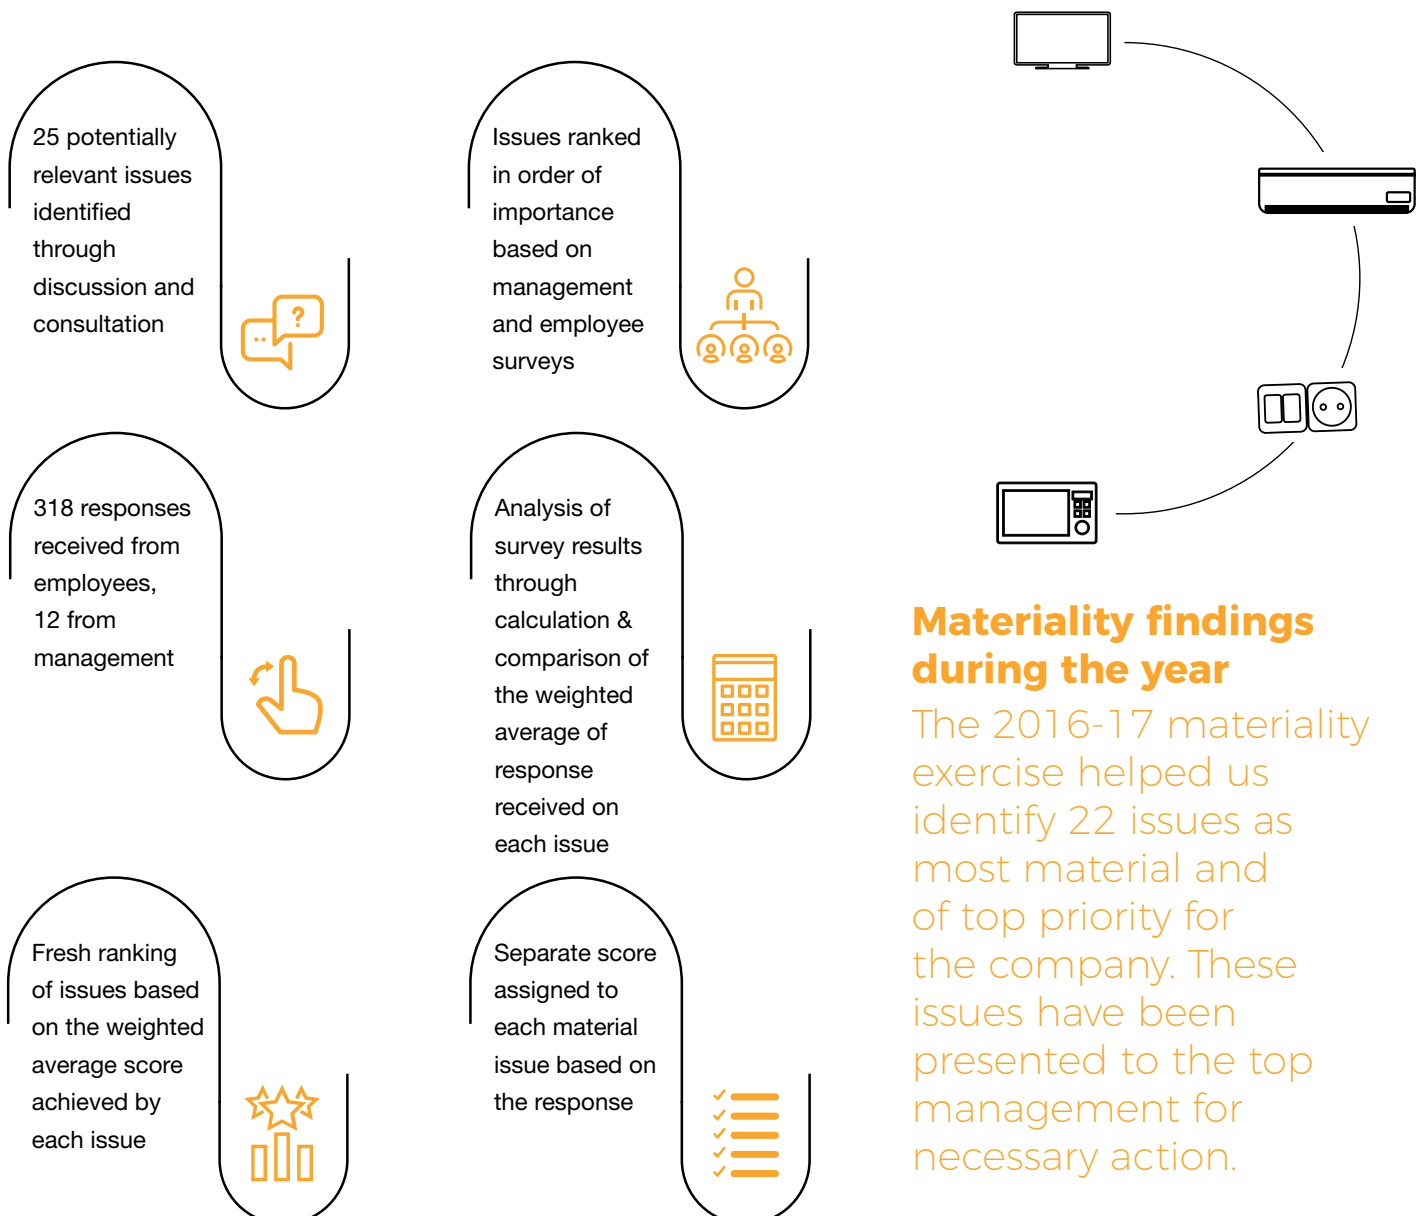 25 potentially
relevant issues
identified
through
discussion and
consultation
?
Issues ranked
in order of
importance
based on
management
and employee
surveys
318 responses
received from
employees,
12 from
management
Analysis of
survey results
through
calculation &
comparison of
the weighted
average of
response
received on
each issue
Fresh ranking
of issues based
on the weighted
average score
achieved by
each issue
Separate score
assigned to
each material
issue based on
the response
Materiality findings
during the year
The 2016-17 materiality
exercise helped us
identify 22 issues as
most material and
of top priority for
the company. These
issues have been
presented to the top
management for
necessary action.